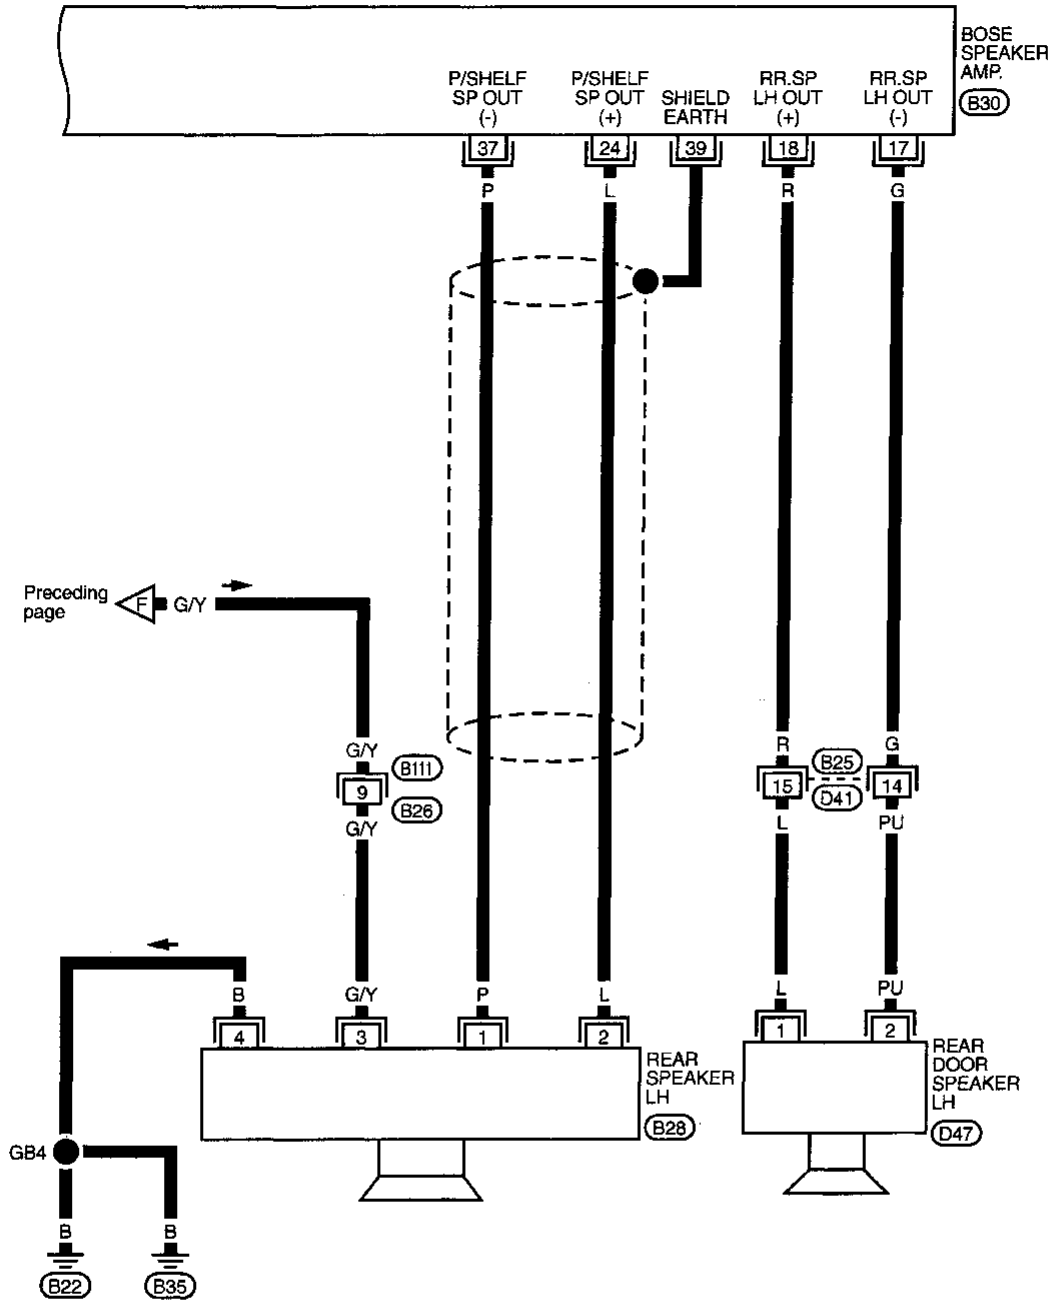 BOSE
SPEAKER
AMP.
B30
P/SHELF
SP OUT
(-)
P/SHELF
SP OUT
(+)
SHIELD
EARTH
RR.SP
LH OUT
(+)
RR.SP
LH OUT
(-)
37 24 39 18 17
P L R G
Preceding
page
F G/Y
G/Y R G
B111 B25
9 15 14
B26 D41
G/Y L PU
B G/Y P L L PU
4 3 1 2 1 2
REAR
SPEAKER
LH
B28
REAR
DOOR
SPEAKER
LH
D47
GB4
B B
B22 B35